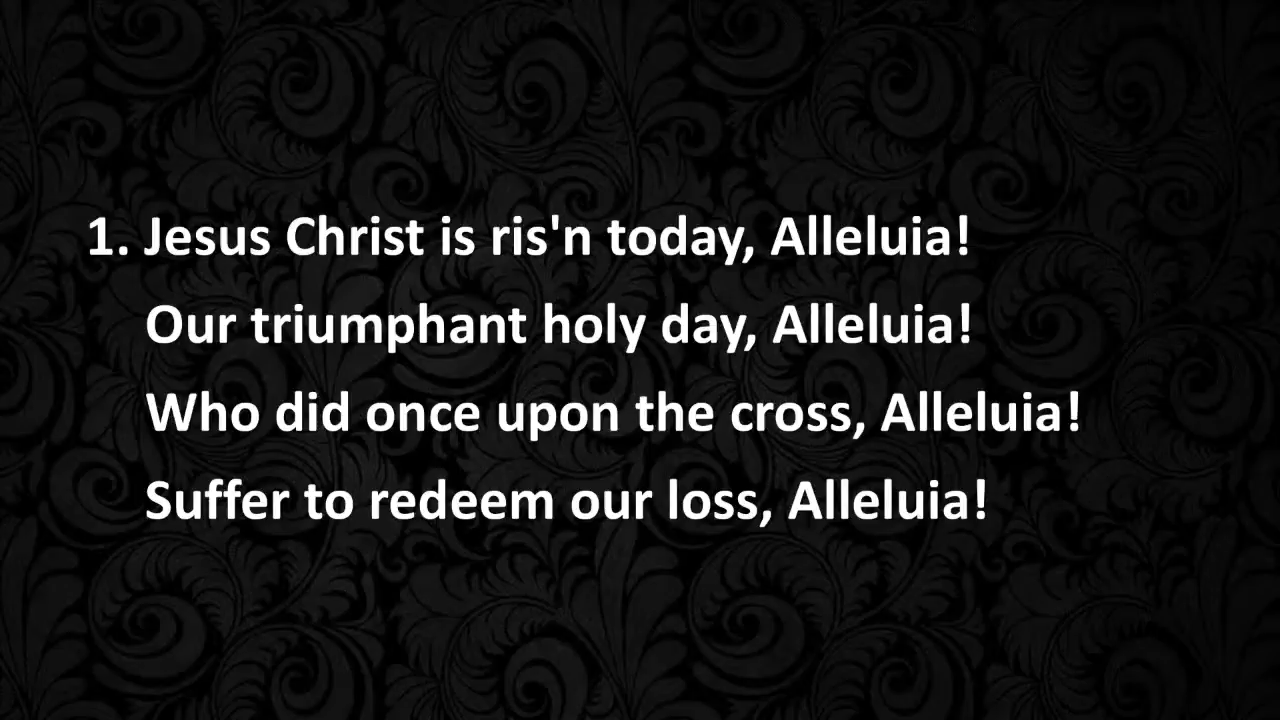 1. Jesus Christ is ris'n today, Alleluia!
Our triumphant holy day, Alleluia!
Who did once upon the cross, Alleluia!
Suffer to redeem our loss, Alleluia!